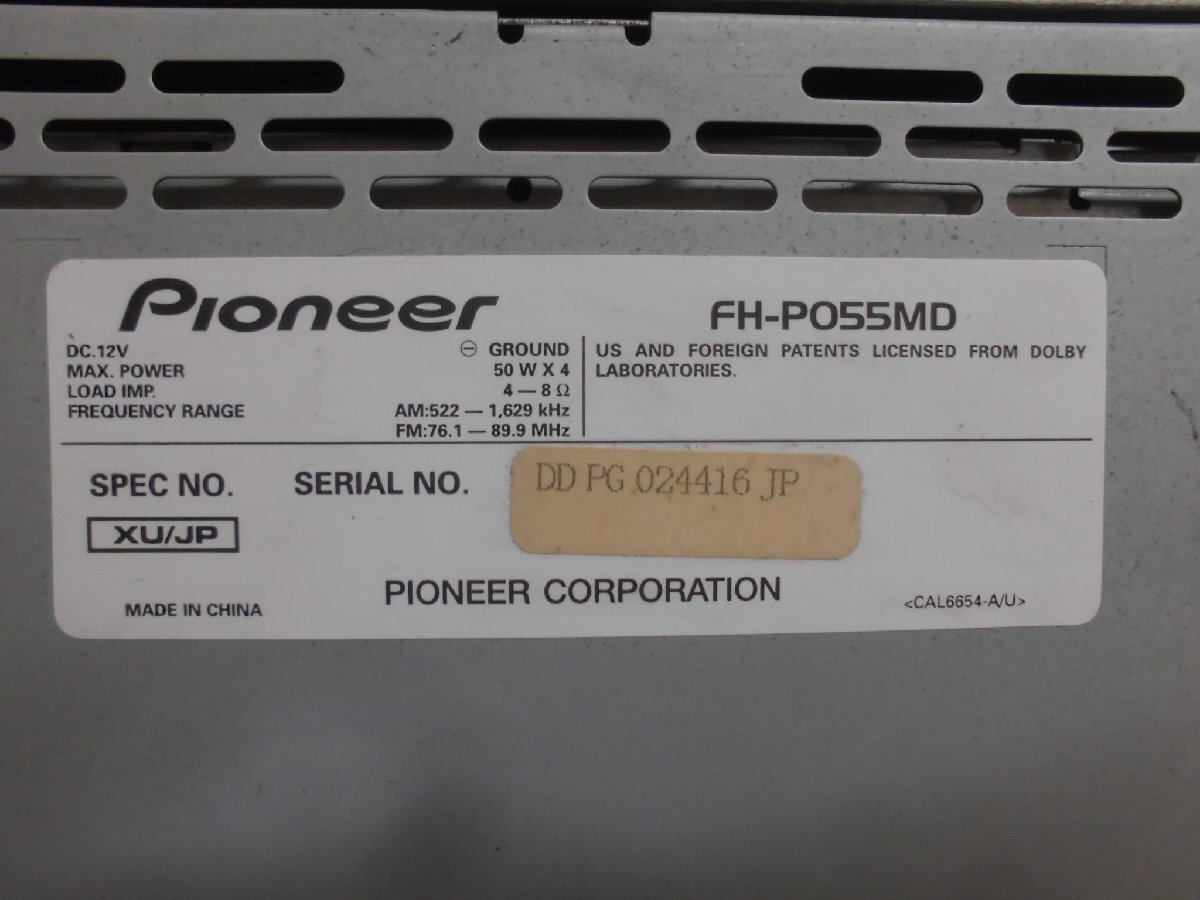 Pioneer
FH-P055MD
DC.12V ⊖ GROUND
MAX. POWER 50 W X 4
LOAD IMP. 4 — 8 Ω
FREQUENCY RANGE AM:522 — 1,629 kHz
FM:76.1 — 89.9 MHz
US AND FOREIGN PATENTS LICENSED FROM DOLBY
LABORATORIES.
SPEC NO.
XU/JP
SERIAL NO.
DD PG 024416 JP
PIONEER CORPORATION
MADE IN CHINA
<CAL6654-A/U>